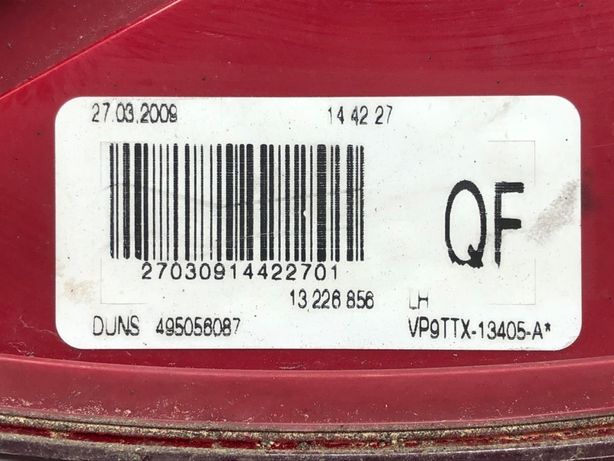 27.03.2009 14 42 27
QF
27030914422701
13 226 856 LH
DUNS 495056087 VP9TTX-13405-A*